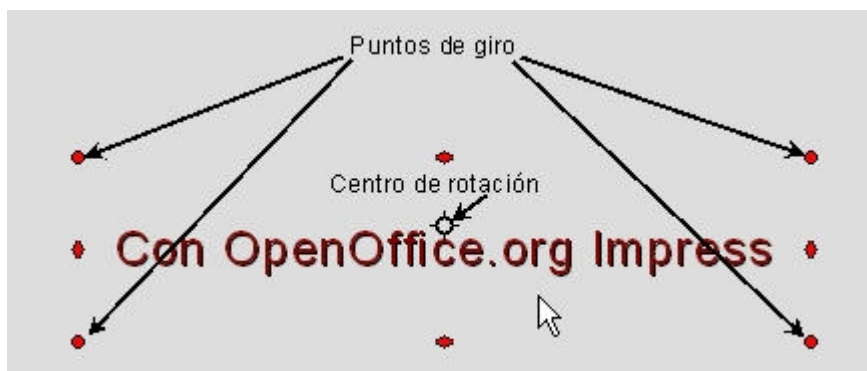 Puntos de giro
Centro de rotación
Con OpenOffice.org Impress